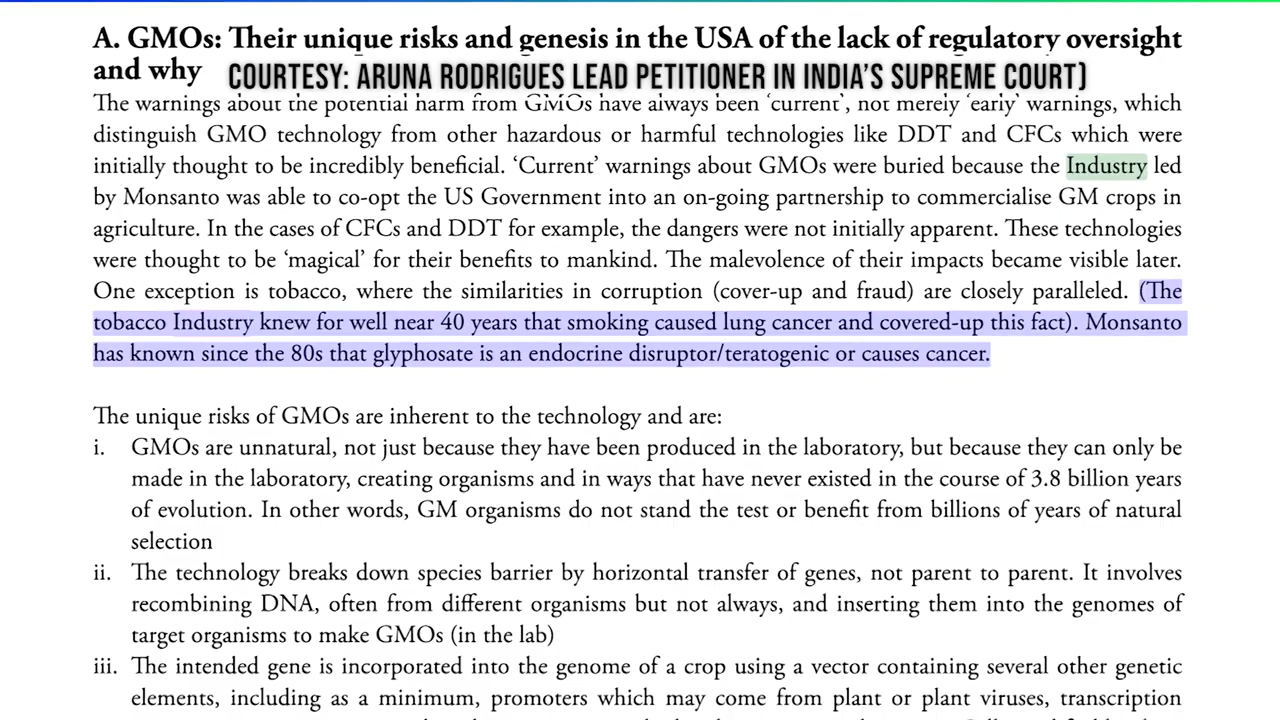 A. GMOs: Their unique risks and genesis in the USA of the lack of regulatory oversight
and why
COURTESY: ARUNA RODRIGUES LEAD PETITIONER IN INDIA'S SUPREME COURT)
The warnings about the potential harm from GMOs have always been ‘current’, not merely ‘early’ warnings, which
distinguish GMO technology from other hazardous or harmful technologies like DDT and CFCs which were
initially thought to be incredibly beneficial. ‘Current’ warnings about GMOs were buried because the Industry led
by Monsanto was able to co-opt the US Government into an on-going partnership to commercialise GM crops in
agriculture. In the cases of CFCs and DDT for example, the dangers were not initially apparent. These technologies
were thought to be ‘magical’ for their benefits to mankind. The malevolence of their impacts became visible later.
One exception is tobacco, where the similarities in corruption (cover-up and fraud) are closely paralleled. (The
tobacco Industry knew for well near 40 years that smoking caused lung cancer and covered-up this fact). Monsanto
has known since the 80s that glyphosate is an endocrine disruptor/teratogenic or causes cancer.
The unique risks of GMOs are inherent to the technology and are:
i. GMOs are unnatural, not just because they have been produced in the laboratory, but because they can only be
made in the laboratory, creating organisms and in ways that have never existed in the course of 3.8 billion years
of evolution. In other words, GM organisms do not stand the test or benefit from billions of years of natural
selection
ii. The technology breaks down species barrier by horizontal transfer of genes, not parent to parent. It involves
recombining DNA, often from different organisms but not always, and inserting them into the genomes of
target organisms to make GMOs (in the lab)
iii. The intended gene is incorporated into the genome of a crop using a vector containing several other genetic
elements, including as a minimum, promoters which may come from plant or plant viruses, transcription